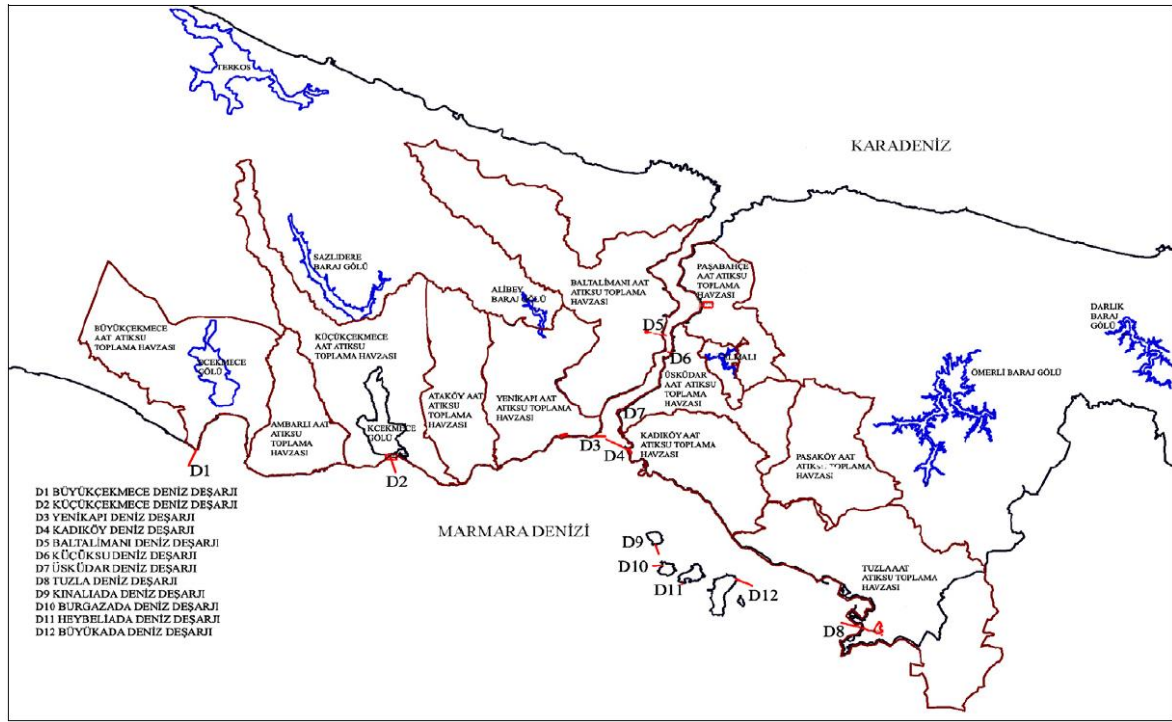 TERKOS
KARADENİZ
SAZLIDERE
BARAJ GÖLÜ
ALİBEY
BARAJ GÖLÜ
BALTALİMANI AAT
ATIKSU TOPLAMA
HAVZASI
PAŞABAHÇE
AAT ATIKSU
TOPLAMA
HAVZASI
DARLIK
BARAJ
GÖLÜ
BÜYÜKÇEKMECE
AAT ATIKSU
TOPLAMA HAVZASI
KÜÇÜKÇEKMECE
AAT ATIKSU
TOPLAMA HAVZASI
D5
D6
ELMALI
ÖMERLİ BARAJ GÖLÜ
ÇEKMECE
GÖLÜ
ÜSKÜDAR
AAT ATIKSU
TOPLAMA
HAVZASI
ATAKÖY AAT
ATIKSU
TOPLAMA
HAVZASI
YENİKAPI AAT
ATIKSU TOPLAMA
HAVZASI
AMBARLI AAT
ATIKSU
TOPLAMA
HAVZASI
KÇEKMECE
GÖLÜ
D7
KADIKÖY AAT
ATIKSU TOPLAMA
HAVZASI
PAŞAKÖY AAT
ATIKSU TOPLAMA
HAVZASI
D3
D4
D1
D2
D1 BÜYÜKÇEKMECE DENİZ DEŞARJI
D2 KÜÇÜKÇEKMECE DENİZ DEŞARJI
D3 YENİKAPI DENİZ DEŞARJI
D4 KADIKÖY DENİZ DEŞARJI
D5 BALTALİMANI DENİZ DEŞARJI
D6 KÜÇÜKSU DENİZ DEŞARJI
D7 ÜSKÜDAR DENİZ DEŞARJI
D8 TUZLA DENİZ DEŞARJI
D9 KINALIADA DENİZ DEŞARJI
D10 BURGAZADA DENİZ DEŞARJI
D11 HEYBELİADA DENİZ DEŞARJI
D12 BÜYÜKADA DENİZ DEŞARJI
MARMARA DENİZİ
D9
D10
D11
D12
TUZLA AAT
ATIKSU TOPLAMA
HAVZASI
D8